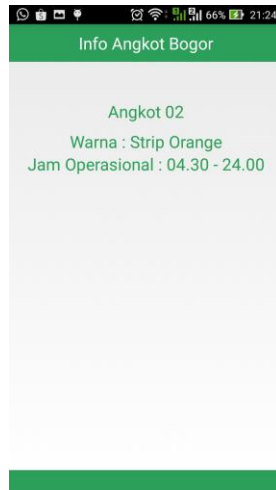 66% 21:24
Info Angkot Bogor
Angkot 02
Warna : Strip Orange
Jam Operasional : 04.30 - 24.00